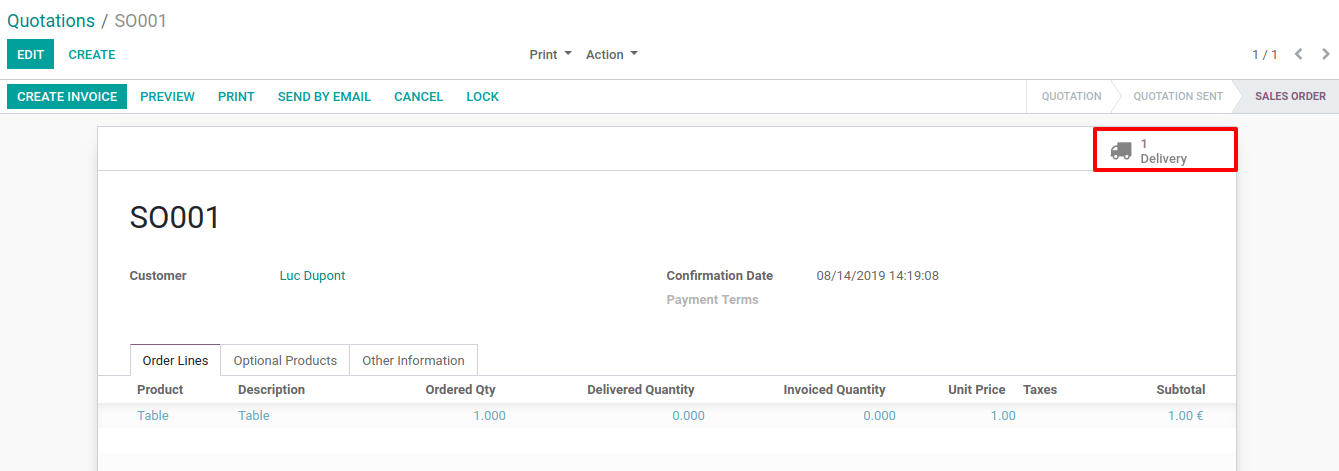 Quotations / SO001
EDIT CREATE Print Action 1 / 1
CREATE INVOICE PREVIEW PRINT SEND BY EMAIL CANCEL LOCK QUOTATION QUOTATION SENT SALES ORDER
1
Delivery
SO001
Customer Luc Dupont Confirmation Date 08/14/2019 14:19:08
Payment Terms
Order Lines Optional Products Other Information
Product Description Ordered Qty Delivered Quantity Invoiced Quantity Unit Price Taxes Subtotal
Table Table 1.000 0.000 0.000 1.00 1.00 €